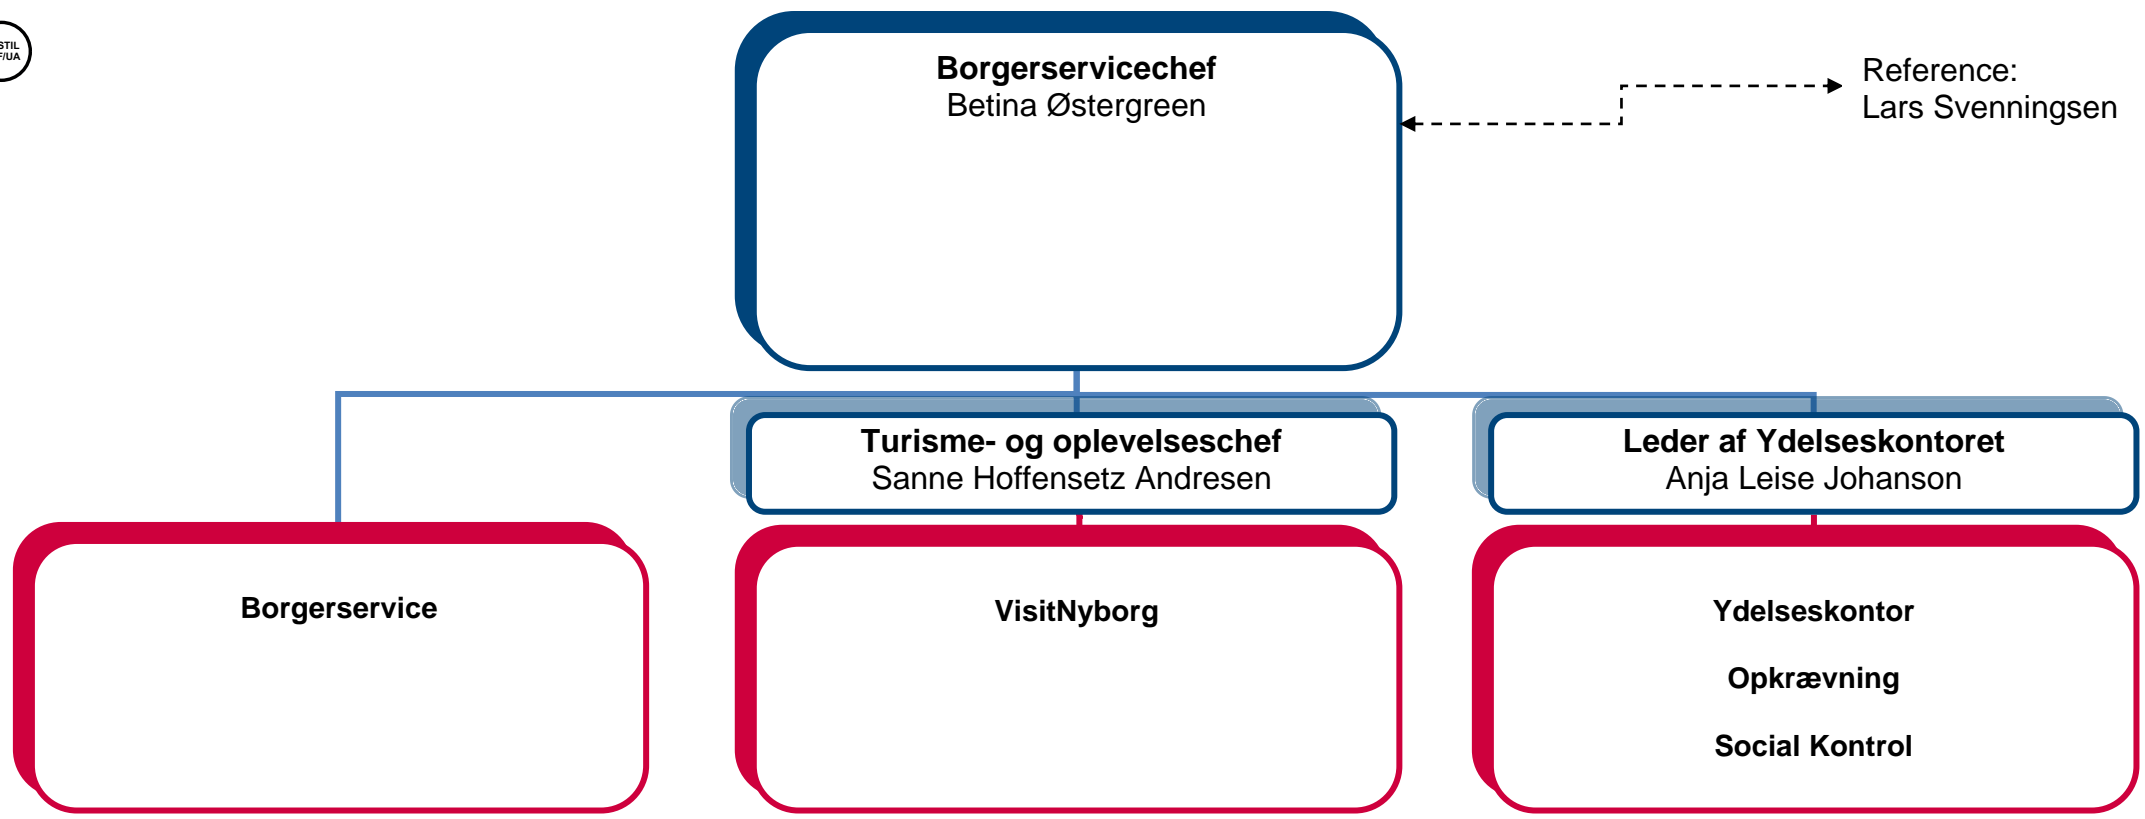 Borgerservicechef
Betina Østergreen
Reference:
Lars Svenningsen
Turisme- og oplevelseschef
Sanne Hoffensetz Andresen
Leder af Ydelseskontoret
Anja Leise Johanson
Borgerservice
VisitNyborg
Ydelseskontor
Opkrævning
Social Kontrol